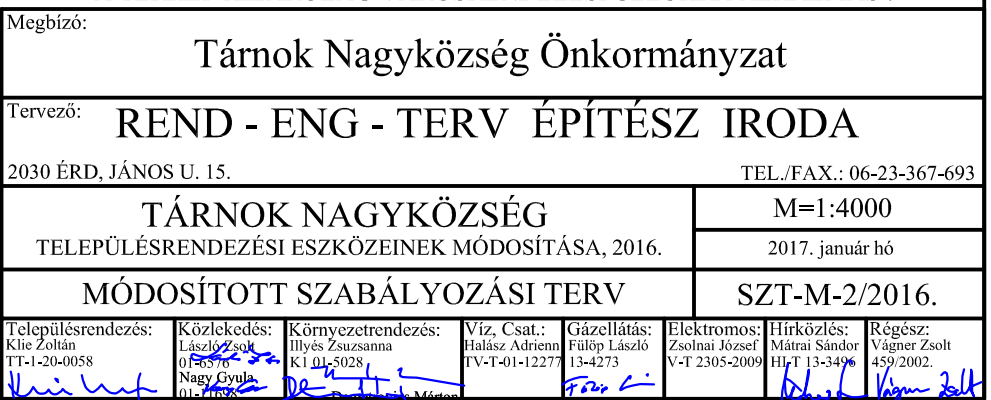 Megbízó:
Tárnok Nagyközség Önkormányzat
Tervező:
REND - ENG - TERV ÉPÍTÉSZ IRODA
2030 ÉRD, JÁNOS U. 15.
TEL./FAX.: 06-23-367-693
TÁRNOK NAGYKÖZSÉG
TELEPÜLÉSRENDEZÉSI ESZKÖZEINEK MÓDOSÍTÁSA, 2016.
M=1:4000
2017. január hó
MÓDOSÍTOTT SZABÁLYOZÁSI TERV
SZT-M-2/2016.
Településrendezés:
Klie Zoltán
TT-1-20-0058
Közlekedés:
László Zsolt
01-6576
Nagy Gyula
Környezetrendezés:
Illyés Zsuzsanna
K1 01-5028
Márton
Víz, Csat.:
Halász Adrienn
TV-T-01-12277
Gázellátás:
Fülöp László
13-4273
Elektromos:
Zsolnai József
V-T 2305-2009
Hírközlés:
Mátrai Sándor
HI-T 13-3496
Régész:
Vágner Zsolt
459/2002.